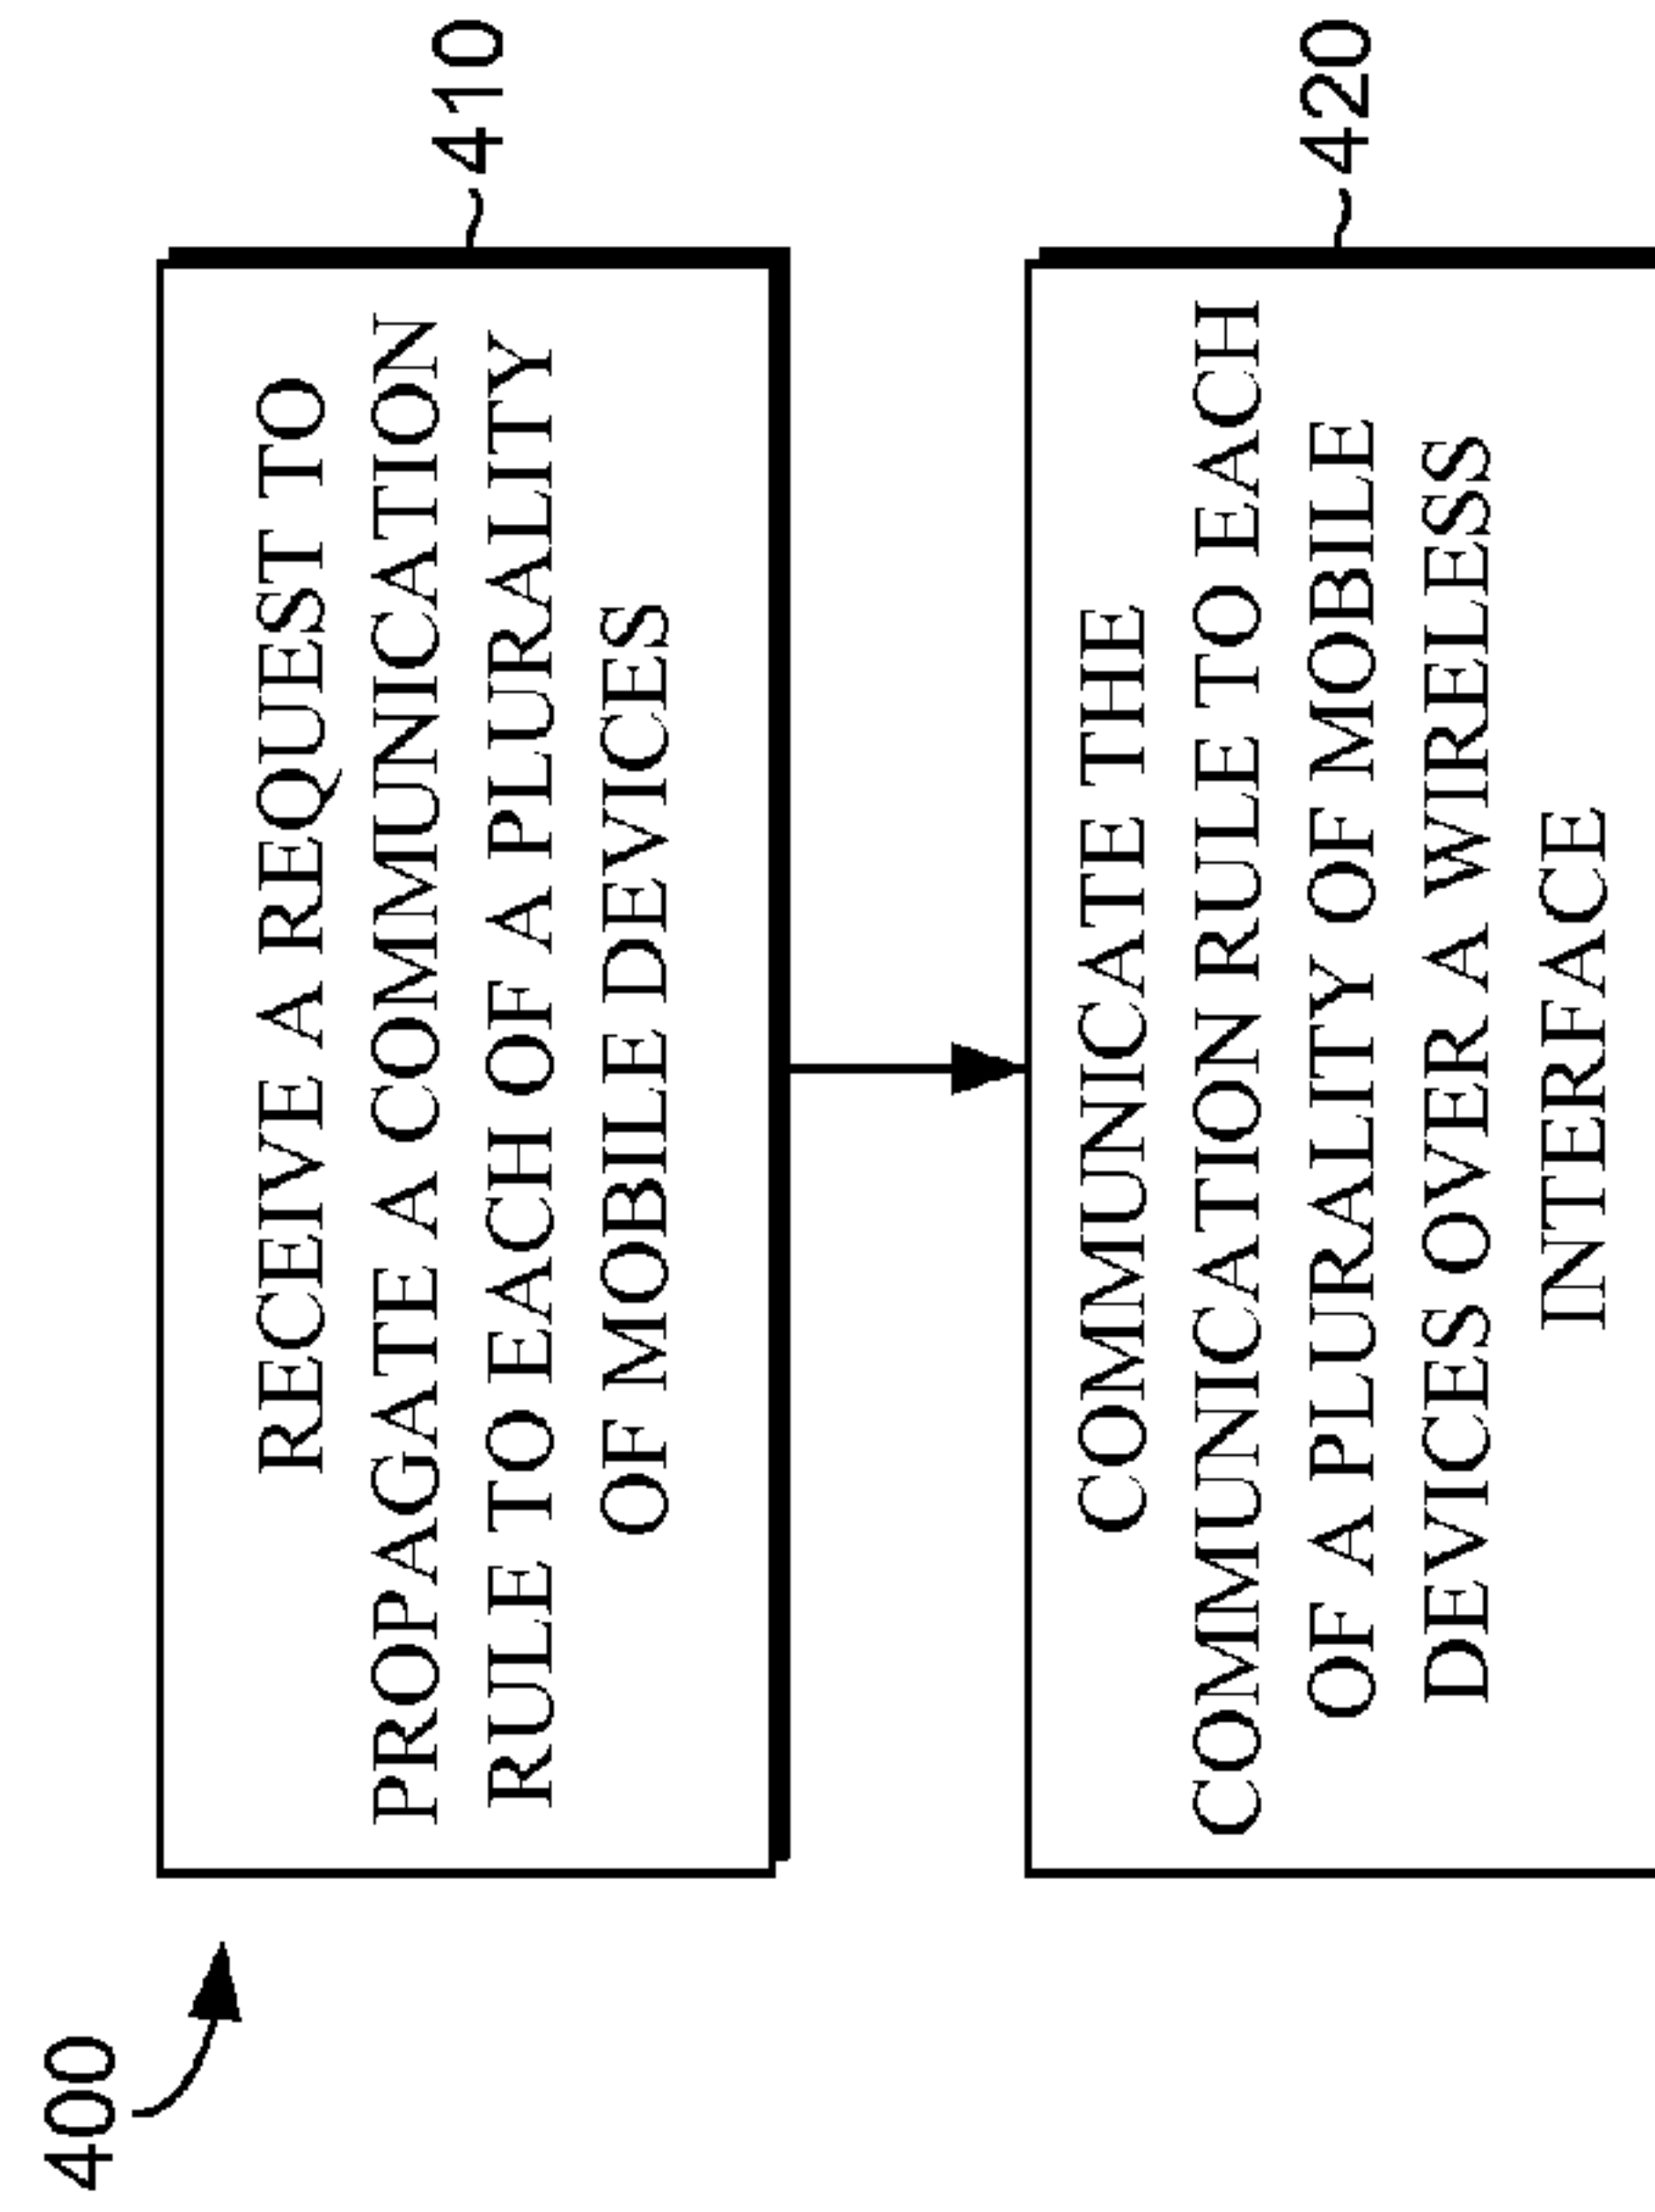 400
RECEIVE A REQUEST TO
PROPAGATE A COMMUNICATION
RULE TO EACH OF A PLURALITY
OF MOBILE DEVICES
410
COMMUNICATE THE
COMMUNICATION RULE TO EACH
OF A PLURALITY OF MOBILE
DEVICES OVER A WIRELESS
INTERFACE
420